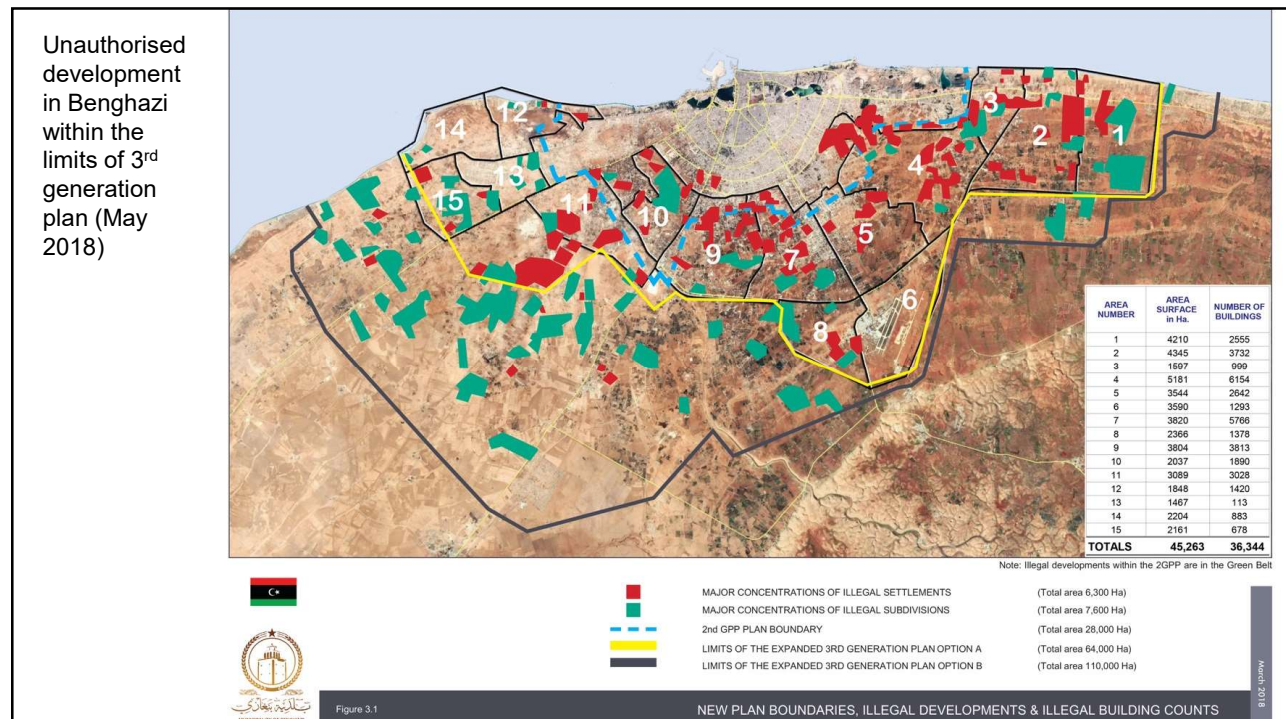 Unauthorised
development
in Benghazi
within the
limits of 3rd
generation
plan (May
2018)
14
12
13
15
11
10
9
7
8
6
5
4
3
2
1
AREA NUMBER AREA SURFACE in Ha. NUMBER OF BUILDINGS
1 4210 2555
2 4345 3732
3 1597 999
4 5181 6154
5 3544 2642
6 3590 1293
7 3820 5766
8 2366 1378
9 3804 3813
10 2037 1890
11 3089 3028
12 1848 1420
13 1467 113
14 2204 883
15 2161 678
TOTALS 45,263 36,344
Note: Illegal developments within the 2GPP are in the Green Belt
MAJOR CONCENTRATIONS OF ILLEGAL SETTLEMENTS (Total area 6,300 Ha)
MAJOR CONCENTRATIONS OF ILLEGAL SUBDIVISIONS (Total area 7,600 Ha)
2nd GPP PLAN BOUNDARY (Total area 28,000 Ha)
LIMITS OF THE EXPANDED 3RD GENERATION PLAN OPTION A (Total area 64,000 Ha)
LIMITS OF THE EXPANDED 3RD GENERATION PLAN OPTION B (Total area 110,000 Ha)
بلدية بنغازي
Figure 3.1
NEW PLAN BOUNDARIES, ILLEGAL DEVELOPMENTS & ILLEGAL BUILDING COUNTS
March 2018